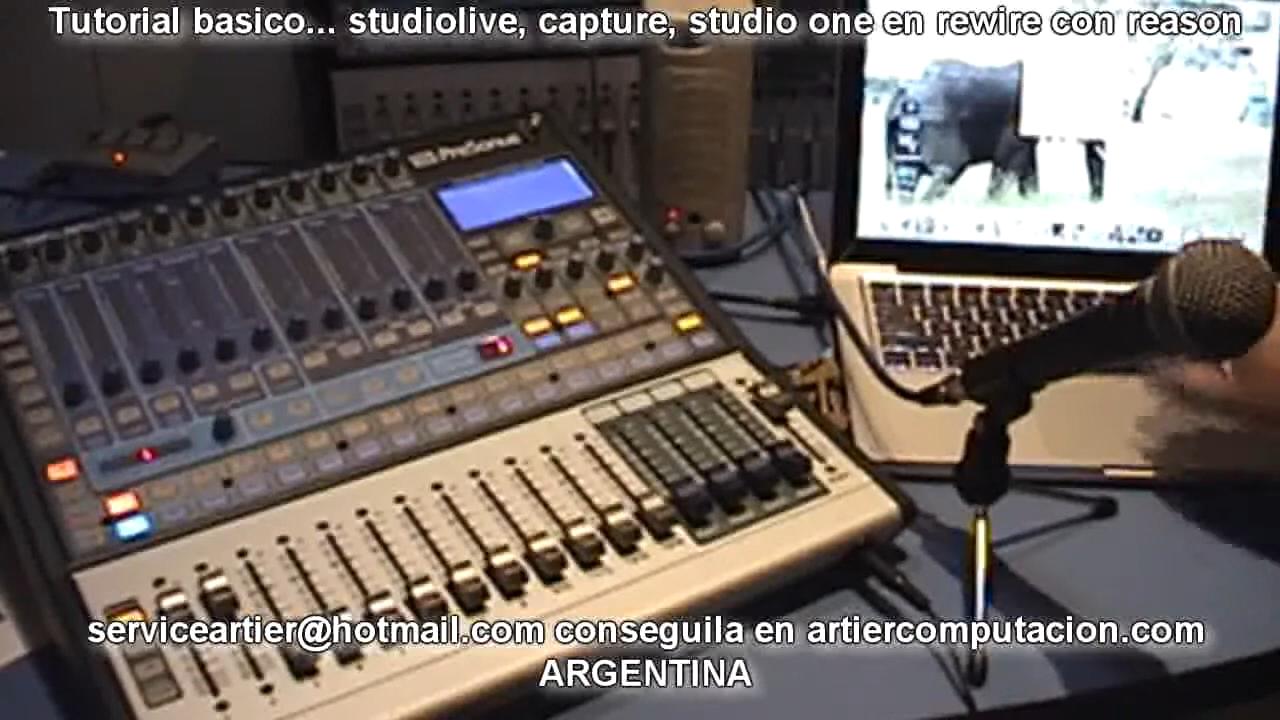 Tutorial basico... studiolive, capture, studio one en rewire con reason
PreSonus
serviceartier@hotmail.com conseguila en artiercomputacion.com
ARGENTINA